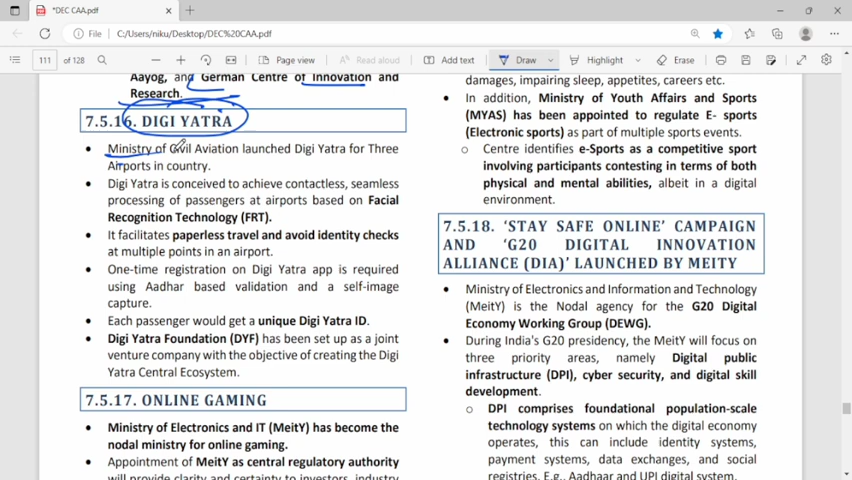 *DEC CAA.pdf
File
C:/Users/niku/Desktop/DEC%20CAA.pdf
111 of 128
Page view
Read aloud
Add text
Draw
Highlight
Erase
Aayog, and German Centre of Innovation and
Research.
7.5.16. DIGI YATRA
• Ministry of Civil Aviation launched Digi Yatra for Three
Airports in country.
• Digi Yatra is conceived to achieve contactless, seamless
processing of passengers at airports based on Facial
Recognition Technology (FRT).
• It facilitates paperless travel and avoid identity checks
at multiple points in an airport.
• One-time registration on Digi Yatra app is required
using Aadhar based validation and a self-image
capture.
• Each passenger would get a unique Digi Yatra ID.
• Digi Yatra Foundation (DYF) has been set up as a joint
venture company with the objective of creating the Digi
Yatra Central Ecosystem.
7.5.17. ONLINE GAMING
• Ministry of Electronics and IT (MeitY) has become the
nodal ministry for online gaming.
• Appointment of MeitY as central regulatory authority
will provide clarity and certainty to investors, industry
damages, impairing sleep, appetites, careers etc.
• In addition, Ministry of Youth Affairs and Sports
(MYAS) has been appointed to regulate E- sports
(Electronic sports) as part of multiple sports events.
o Centre identifies e-Sports as a competitive sport
involving participants contesting in terms of both
physical and mental abilities, albeit in a digital
environment.
7.5.18. ‘STAY SAFE ONLINE’ CAMPAIGN
AND ‘G20 DIGITAL INNOVATION
ALLIANCE (DIA)’ LAUNCHED BY MEITY
• Ministry of Electronics and Information and Technology
(MeitY) is the Nodal agency for the G20 Digital
Economy Working Group (DEWG).
• During India's G20 presidency, the MeitY will focus on
three priority areas, namely Digital public
infrastructure (DPI), cyber security, and digital skill
development.
o DPI comprises foundational population-scale
technology systems on which the digital economy
operates, this can include identity systems,
payment systems, data exchanges, and social
registries. E.g., Aadhaar and UPI digital system.